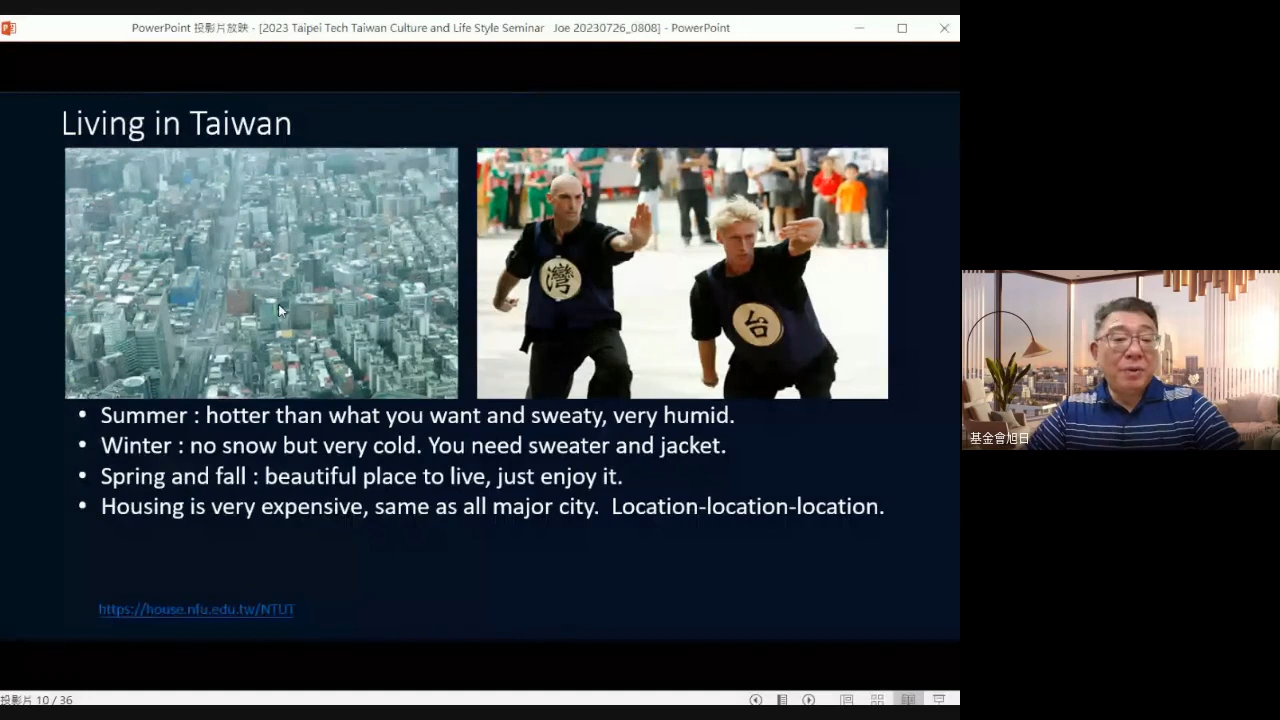 PowerPoint 投影片放映 - [2023 Taipei Tech Taiwan Culture and Life Style Seminar Joe 20230726_0808] - PowerPoint
Living in Taiwan
灣
台
• Summer : hotter than what you want and sweaty, very humid.
• Winter : no snow but very cold. You need sweater and jacket.
• Spring and fall : beautiful place to live, just enjoy it.
• Housing is very expensive, same as all major city. Location-location-location.
https://house.nfu.edu.tw/NTUT
基金會旭日
投影片 10 / 36